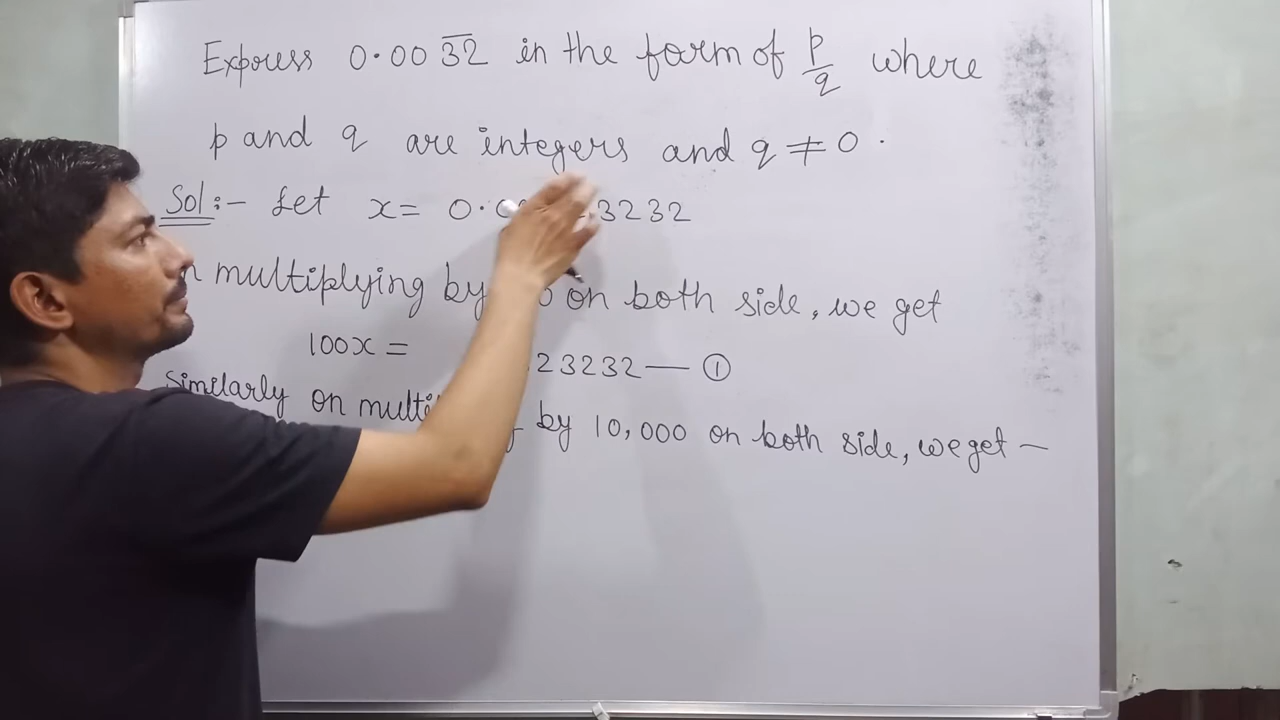 Express 0.00 3̅2̅ in the form of p/q where
p and q are integers and q ≠ 0.
Sol:- Let x= 0. 3232
multiplying by on both side, we get
100x = 23232 — ①
Similarly on by 10,000 on both side, we get —